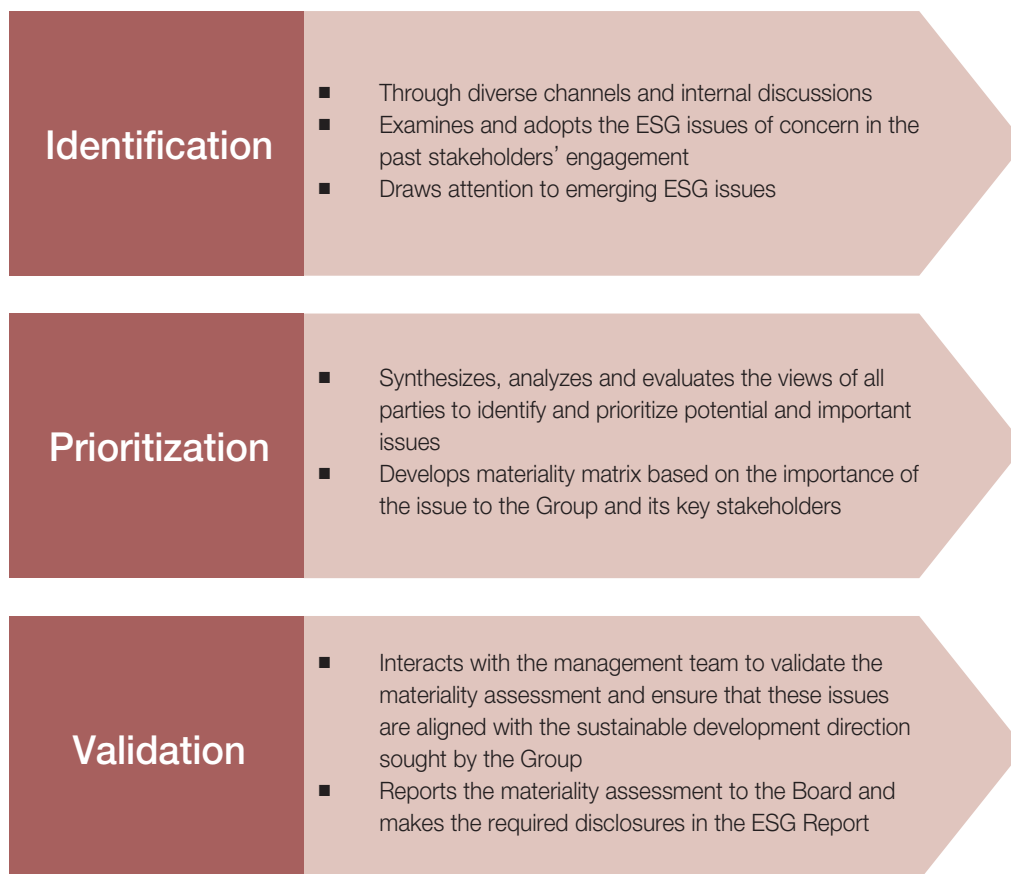 Identification
■ Through diverse channels and internal discussions
■ Examines and adopts the ESG issues of concern in the
past stakeholders’ engagement
■ Draws attention to emerging ESG issues
Prioritization
■ Synthesizes, analyzes and evaluates the views of all
parties to identify and prioritize potential and important
issues
■ Develops materiality matrix based on the importance of
the issue to the Group and its key stakeholders
Validation
■ Interacts with the management team to validate the
materiality assessment and ensure that these issues
are aligned with the sustainable development direction
sought by the Group
■ Reports the materiality assessment to the Board and
makes the required disclosures in the ESG Report